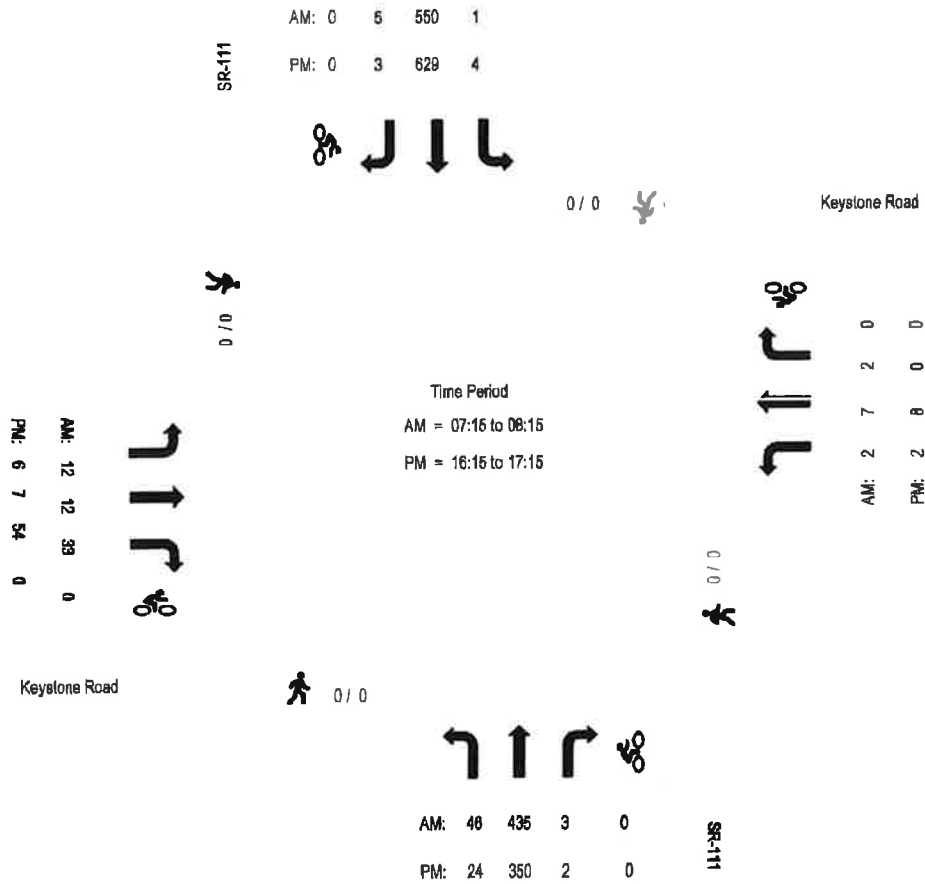 AM: 0 5 550 1
PM: 0 3 629 4
SR-111
0 / 0
Keystone Road
0 / 0
Time Period
AM = 07:15 to 08:15
PM = 16:15 to 17:15
AM: 12 12 39 0
PM: 6 7 54 0
AM: 2 7 2 0
PM: 2 8 0 0
0 / 0
Keystone Road
0 / 0
AM: 46 435 3 0
PM: 24 350 2 0
SR-111